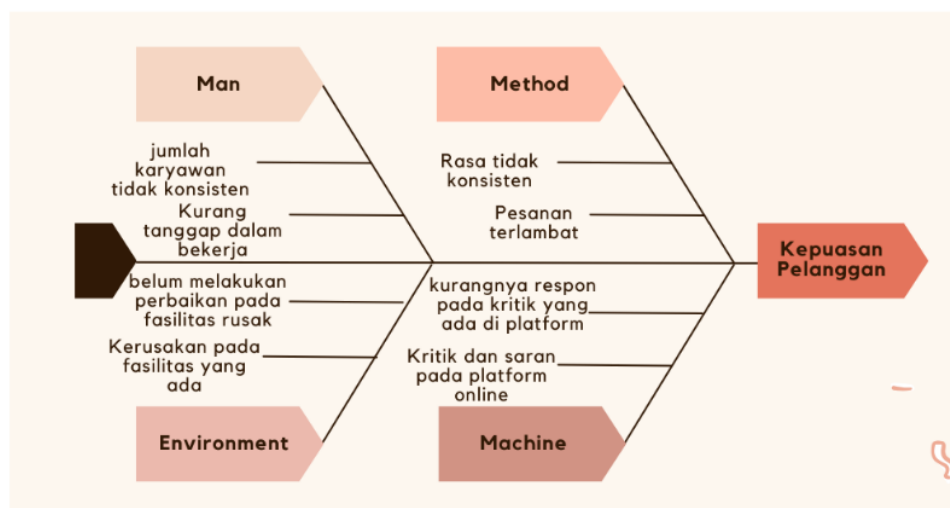 Man
Method
jumlah
karyawan
tidak konsisten
Kurang
tanggap dalam
bekerja
Rasa tidak
konsisten
Pesanan
terlambat
Kepuasan
Pelanggan
belum melakukan
perbaikan pada
fasilitas rusak
Kerusakan pada
fasilitas yang
ada
kurangnya respon
pada kritik yang
ada di platform
Kritik dan saran
pada platform
online
Environment
Machine